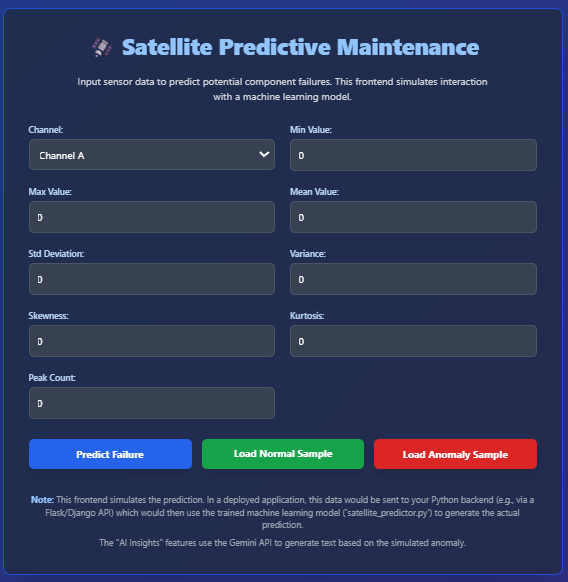 Satellite Predictive Maintenance
Input sensor data to predict potential component failures. This frontend simulates interaction
with a machine learning model.
Channel:
Min Value:
Channel A
0
Max Value:
Mean Value:
0
0
Std Deviation:
Variance:
0
0
Skewness:
Kurtosis:
0
0
Peak Count:
0
Predict Failure
Load Normal Sample
Load Anomaly Sample
Note: This frontend simulates the prediction. In a deployed application, this data would be sent to your Python backend (e.g., via a
Flask/Django API) which would then use the trained machine learning model ('satellite_predictor.py') to generate the actual
prediction.
The "AI Insights" features use the Gemini API to generate text based on the simulated anomaly.